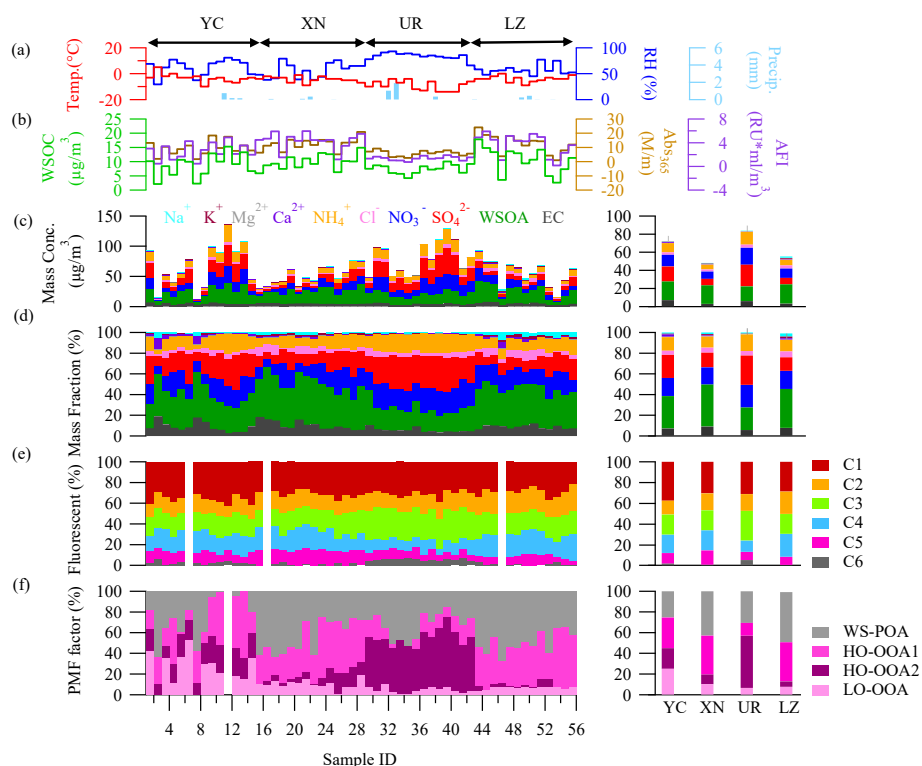 YC XN UR LZ
(a)
Temp.(°C)
20
0
-20
100
50
0
RH (%)
6
4
2
0
Precip.
(mm)
(b)
WSOC
(μg/m³)
25
20
15
10
5
0
30
20
10
0
-10
-20
Abs₃₆₅
(M/m)
8
4
0
-4
AFI
(RU*ml/m³)
(c)
Mass Conc.
(μg/m³)
150
100
50
0
Na⁺ K⁺ Mg²⁺ Ca²⁺ NH₄⁺ Cl⁻ NO₃⁻ SO₄²⁻ WSOA EC
100
80
60
40
20
0
(d)
Mass Fraction (%)
100
80
60
40
20
0
100
80
60
40
20
0
(e)
Fluorescent (%)
100
80
60
40
20
0
100
80
60
40
20
0
C1
C2
C3
C4
C5
C6
(f)
PMF factor (%)
100
80
60
40
20
0
100
80
60
40
20
0
WS-POA
HO-OOA1
HO-OOA2
LO-OOA
4 8 12 16 20 24 28 32 36 40 44 48 52 56
YC XN UR LZ
Sample ID